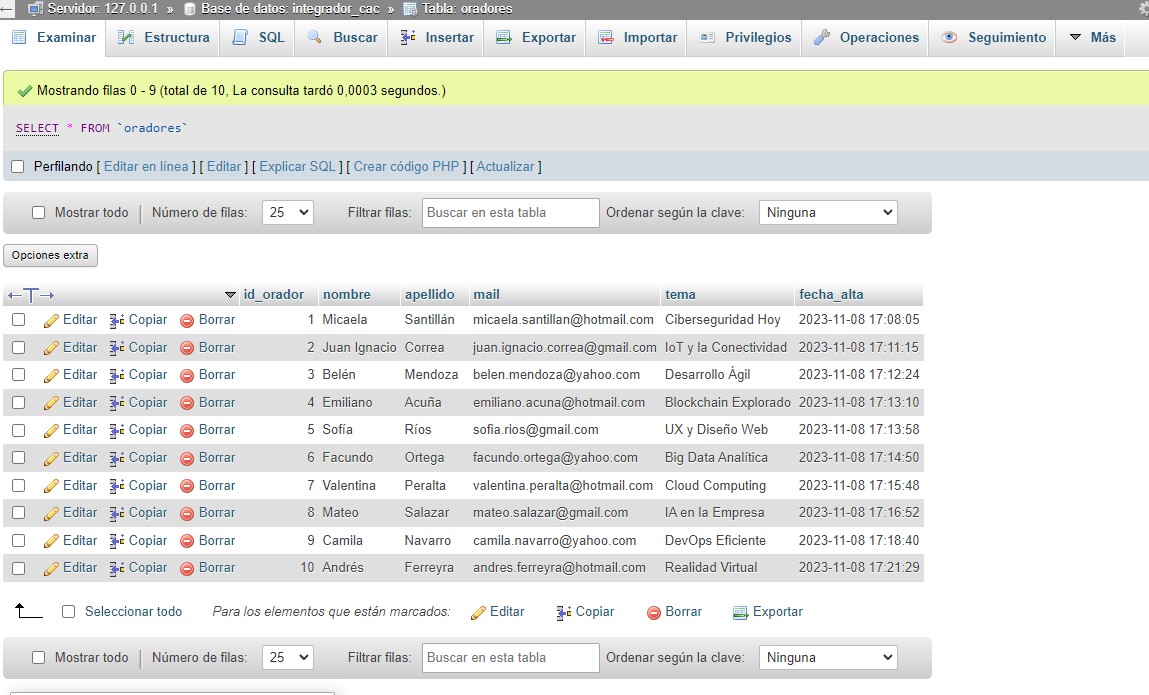 Servidor: 127.0.0.1 » Base de datos: integrador_cac » Tabla: oradores
Examinar Estructura SQL Buscar Insertar Exportar Importar Privilegios Operaciones Seguimiento Más
Mostrando filas 0 - 9 (total de 10, La consulta tardó 0,0003 segundos.)
SELECT * FROM `oradores`
Perfilando [ Editar en línea ] [ Editar ] [ Explicar SQL ] [ Crear código PHP ] [ Actualizar ]
Mostrar todo | Número de filas: 25 Filtrar filas: Buscar en esta tabla Ordenar según la clave: Ninguna
Opciones extra
←T→ id_orador nombre apellido mail tema fecha_alta
Editar Copiar Borrar 1 Micaela Santillán micaela.santillan@hotmail.com Ciberseguridad Hoy 2023-11-08 17:08:05
Editar Copiar Borrar 2 Juan Ignacio Correa juan.ignacio.correa@gmail.com IoT y la Conectividad 2023-11-08 17:11:15
Editar Copiar Borrar 3 Belén Mendoza belen.mendoza@yahoo.com Desarrollo Ágil 2023-11-08 17:12:24
Editar Copiar Borrar 4 Emiliano Acuña emiliano.acuna@hotmail.com Blockchain Explorado 2023-11-08 17:13:10
Editar Copiar Borrar 5 Sofía Ríos sofia.rios@gmail.com UX y Diseño Web 2023-11-08 17:13:58
Editar Copiar Borrar 6 Facundo Ortega facundo.ortega@yahoo.com Big Data Analítica 2023-11-08 17:14:50
Editar Copiar Borrar 7 Valentina Peralta valentina.peralta@hotmail.com Cloud Computing 2023-11-08 17:15:48
Editar Copiar Borrar 8 Mateo Salazar mateo.salazar@gmail.com IA en la Empresa 2023-11-08 17:16:52
Editar Copiar Borrar 9 Camila Navarro camila.navarro@yahoo.com DevOps Eficiente 2023-11-08 17:18:40
Editar Copiar Borrar 10 Andrés Ferreyra andres.ferreyra@hotmail.com Realidad Virtual 2023-11-08 17:21:29
Seleccionar todo Para los elementos que están marcados: Editar Copiar Borrar Exportar
Mostrar todo | Número de filas: 25 Filtrar filas: Buscar en esta tabla Ordenar según la clave: Ninguna